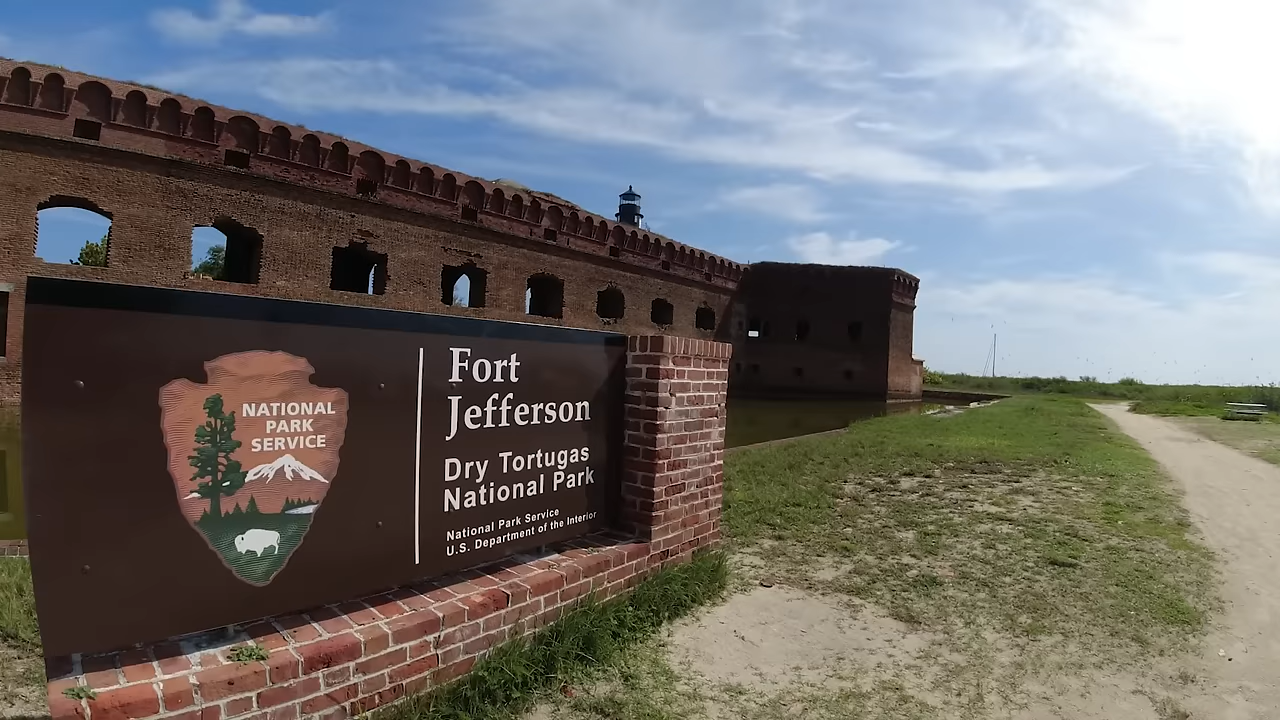 NATIONAL
PARK
SERVICE
Fort
Jefferson
Dry Tortugas
National Park
National Park Service
U.S. Department of the Interior